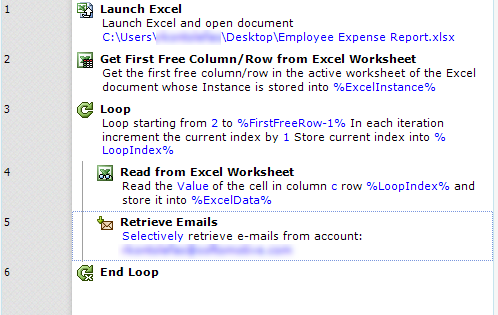 1 Launch Excel
Launch Excel and open document
C:\Users\ \Desktop\Employee Expense Report.xlsx
2 Get First Free Column/Row from Excel Worksheet
Get the first free column/row in the active worksheet of the Excel
document whose Instance is stored into %ExcelInstance%
3 Loop
Loop starting from 2 to %FirstFreeRow-1% In each iteration
increment the current index by 1 Store current index into %
LoopIndex%
4 Read from Excel Worksheet
Read the Value of the cell in column c row %LoopIndex% and
store it into %ExcelData%
5 Retrieve Emails
Selectively retrieve e-mails from account:
6 End Loop